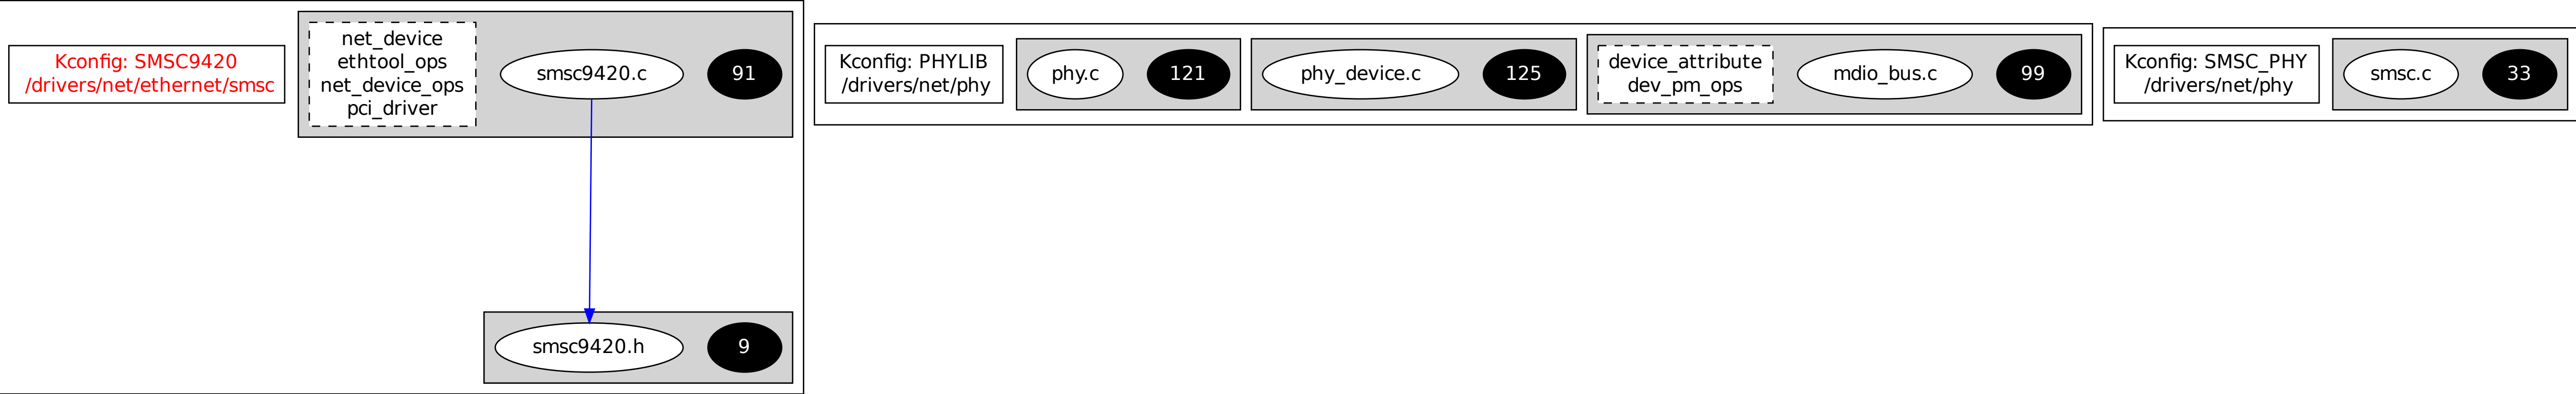 Kconfig: SMSC9420
/drivers/net/ethernet/smsc
net_device
ethtool_ops
net_device_ops
pci_driver
smsc9420.c
91
smsc9420.h
9
Kconfig: PHYLIB
/drivers/net/phy
phy.c
121
phy_device.c
125
device_attribute
dev_pm_ops
mdio_bus.c
99
Kconfig: SMSC_PHY
/drivers/net/phy
smsc.c
33